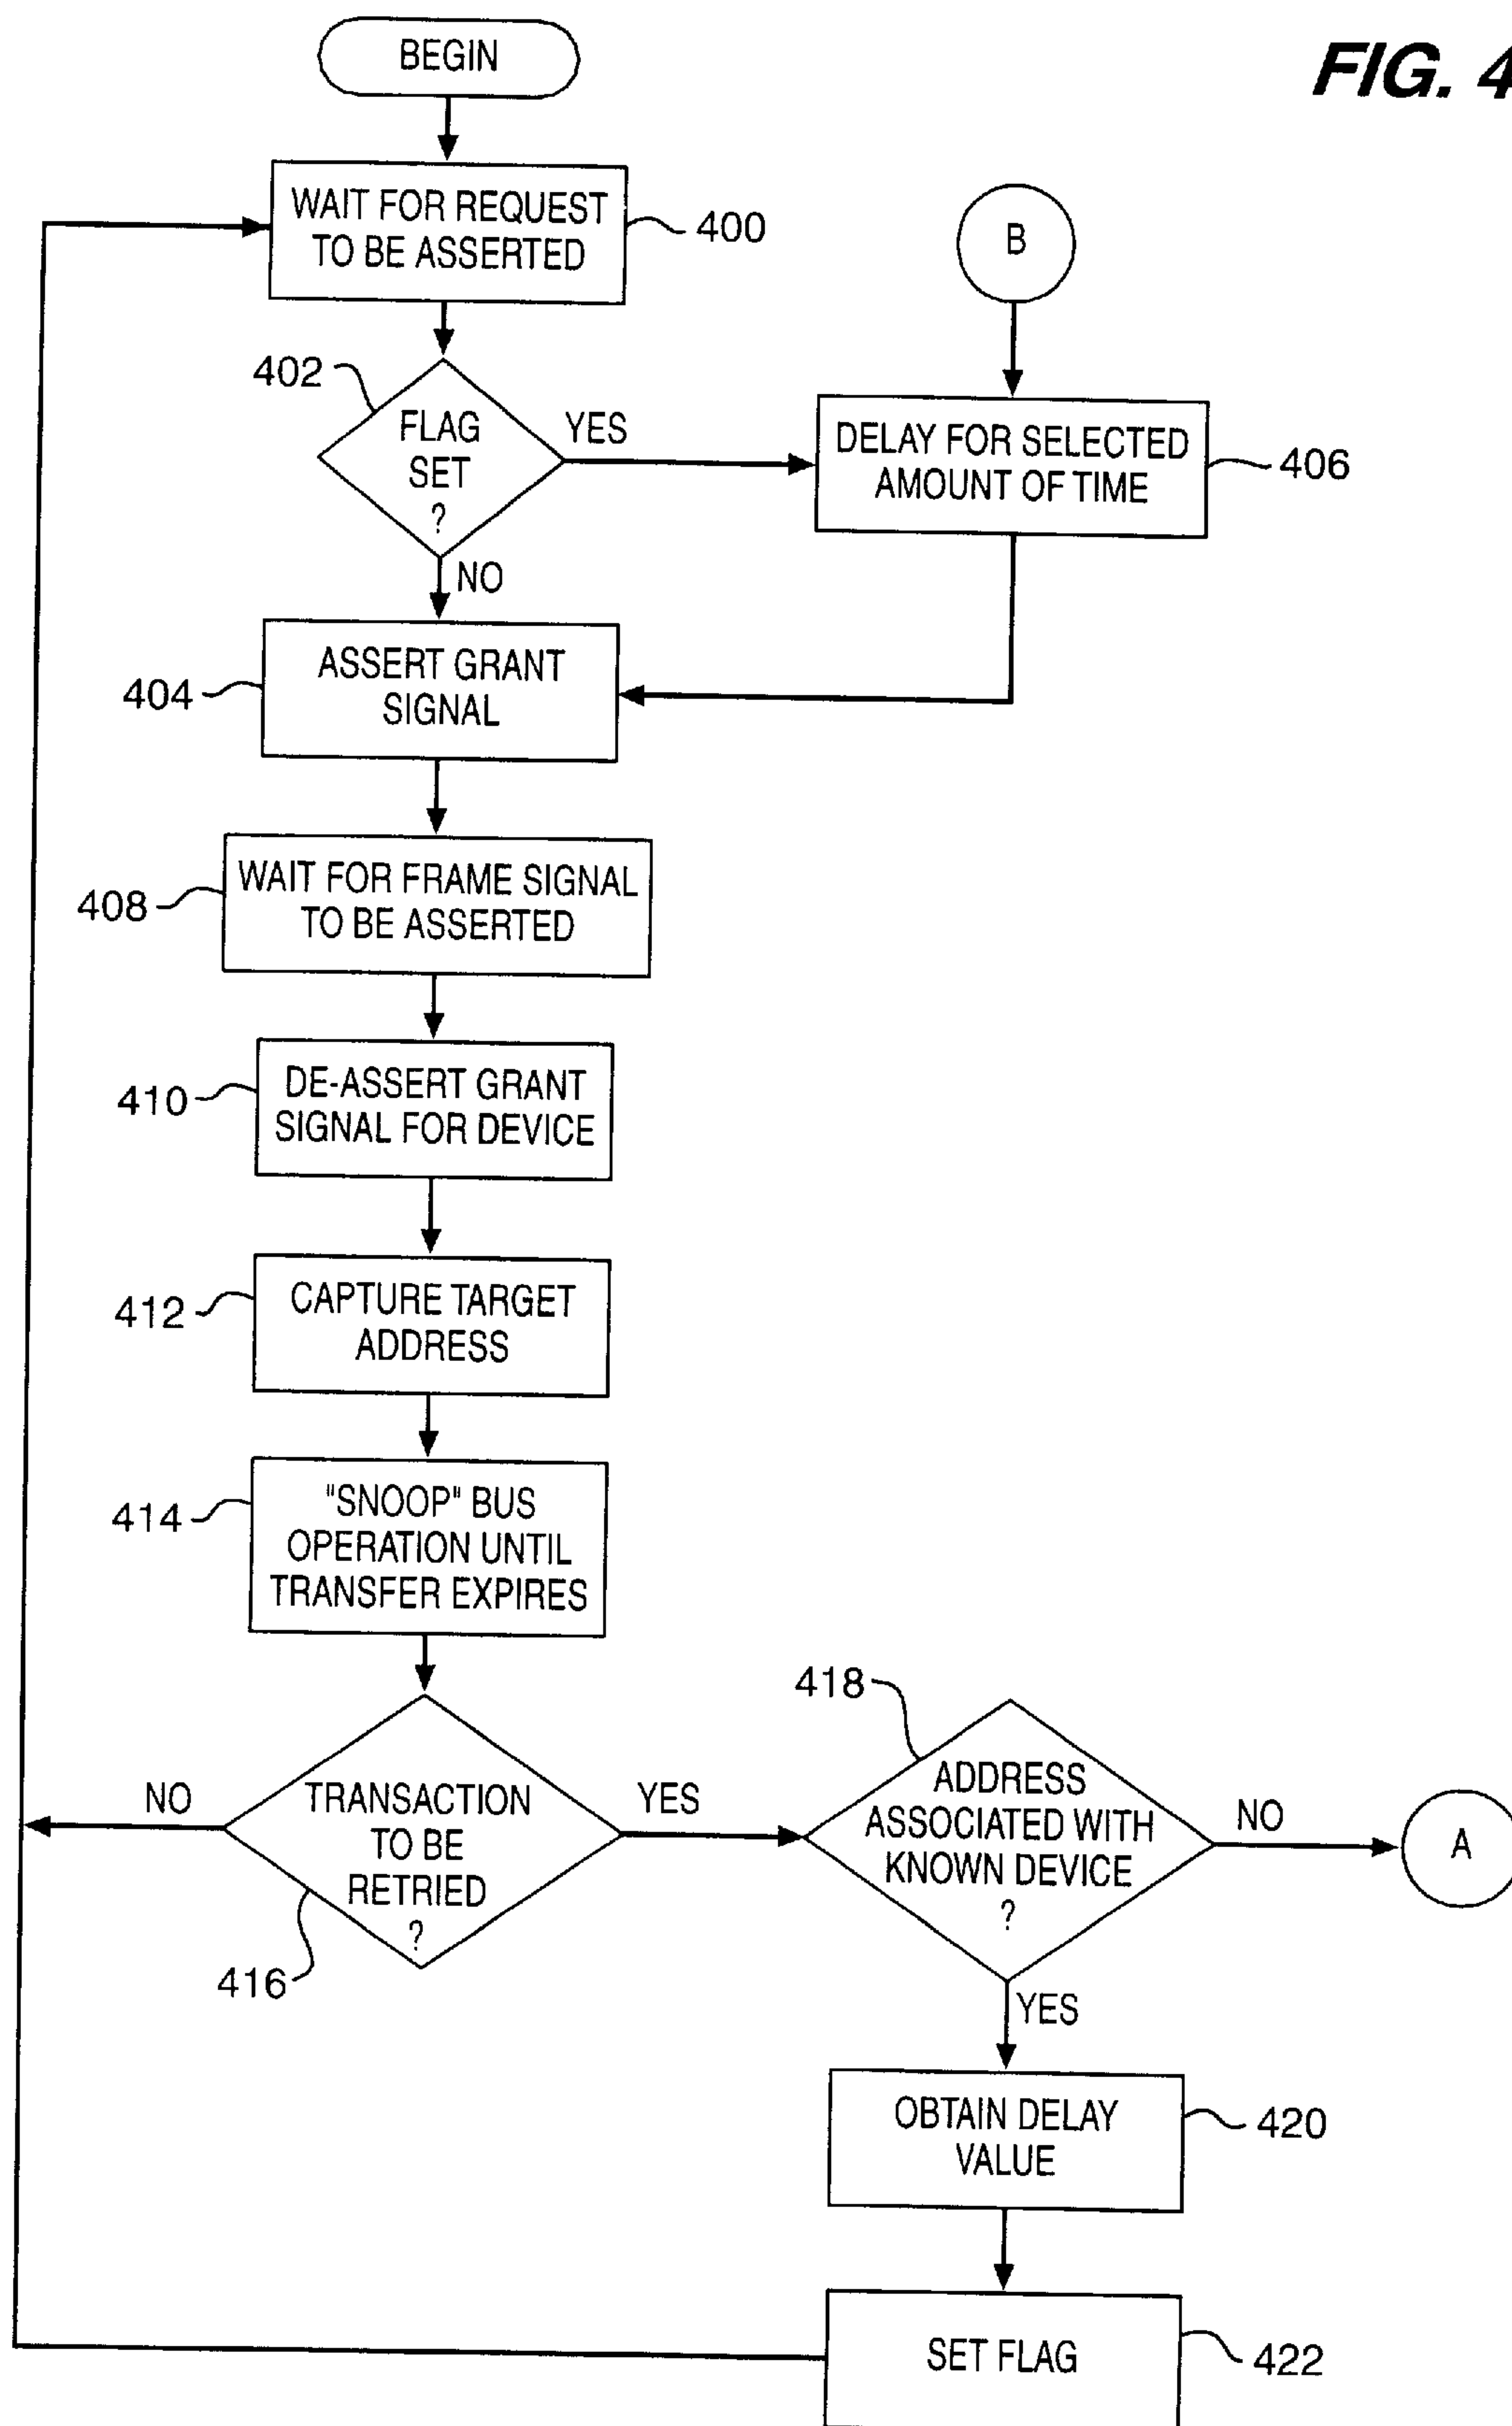 FIG. 4
BEGIN
WAIT FOR REQUEST
TO BE ASSERTED
400
B
402
FLAG
SET
?
YES
NO
DELAY FOR SELECTED
AMOUNT OF TIME
406
ASSERT GRANT
SIGNAL
404
WAIT FOR FRAME SIGNAL
TO BE ASSERTED
408
DE-ASSERT GRANT
SIGNAL FOR DEVICE
410
CAPTURE TARGET
ADDRESS
412
"SNOOP" BUS
OPERATION UNTIL
TRANSFER EXPIRES
414
NO
TRANSACTION
TO BE
RETRIED
?
416
YES
418
ADDRESS
ASSOCIATED WITH
KNOWN DEVICE
?
NO
A
YES
OBTAIN DELAY
VALUE
420
SET FLAG
422